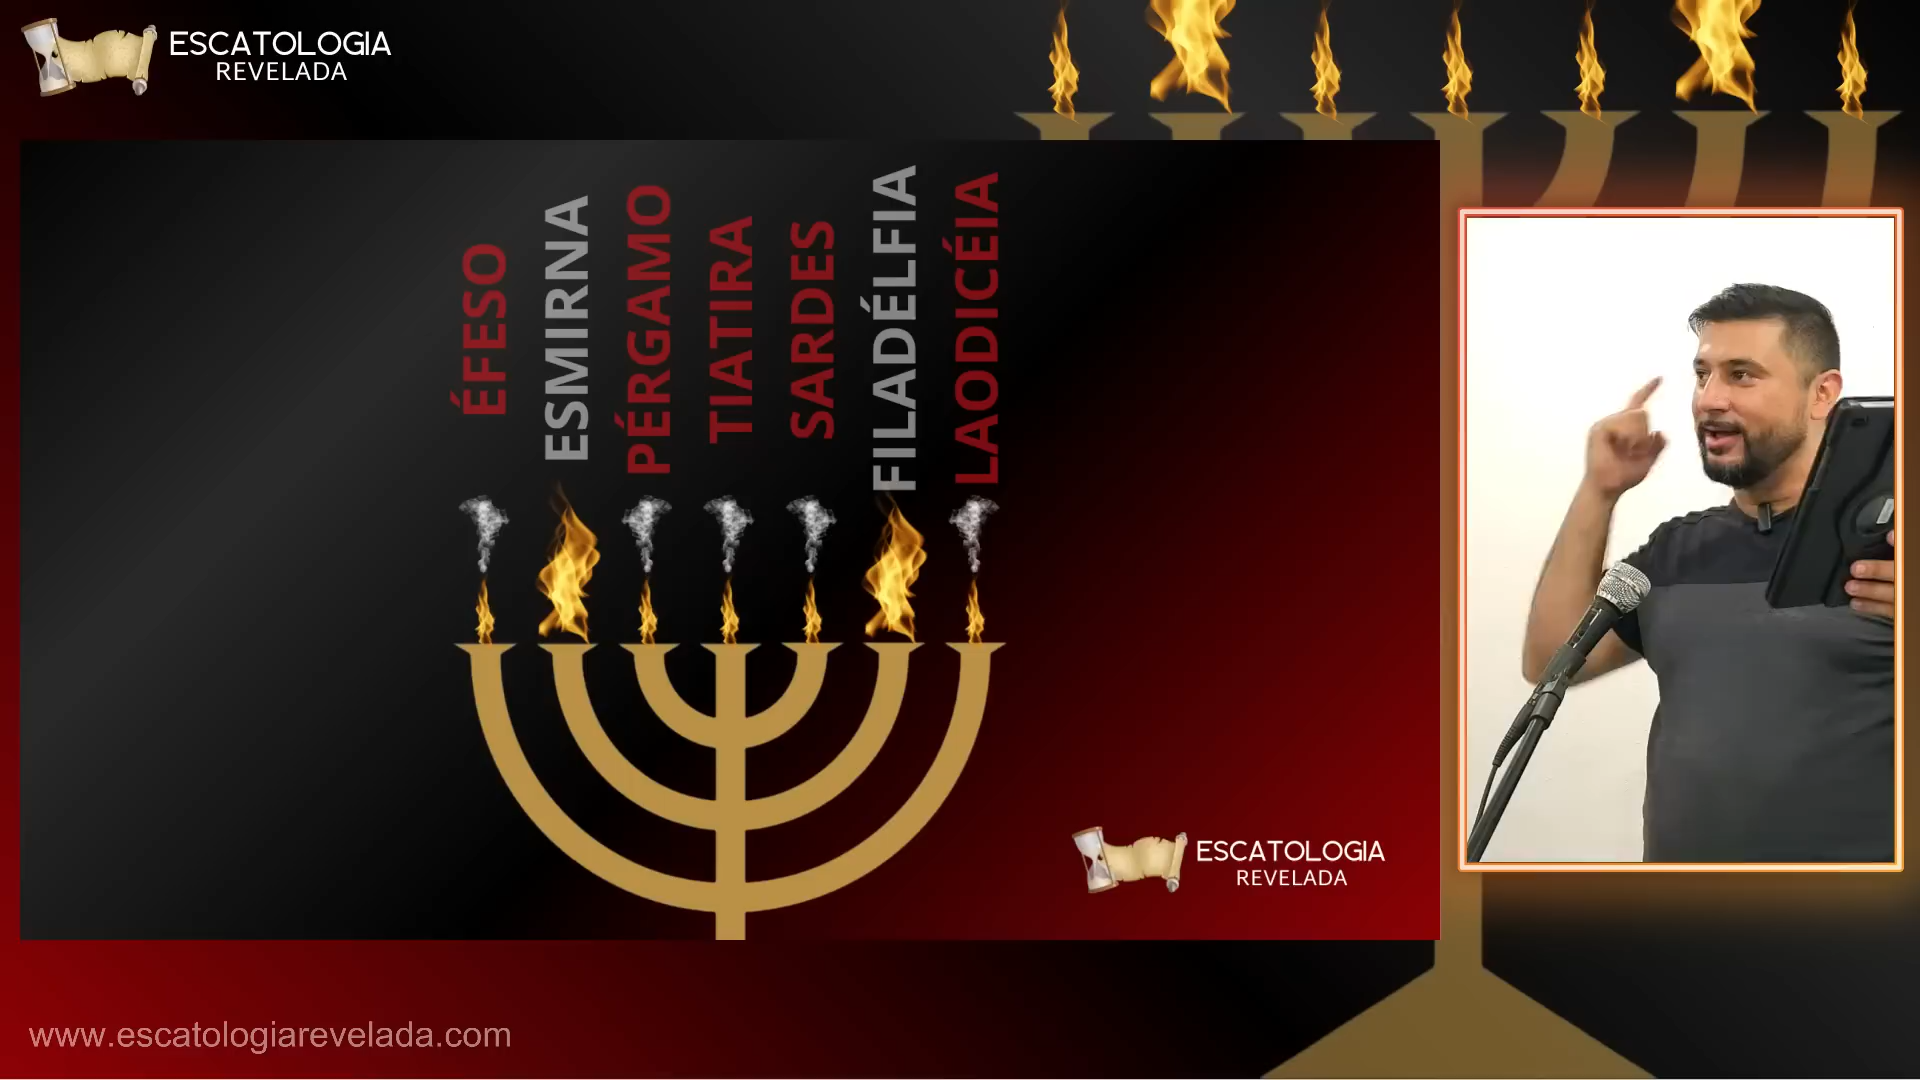 ESCATOLOGIA
REVELADA
ÉFESO
ESMIRNA
PÉRGAMO
TIATIRA
SARDES
FILADÉLFIA
LAODICÉIA
ESCATOLOGIA
REVELADA
www.escatologiarevelada.com